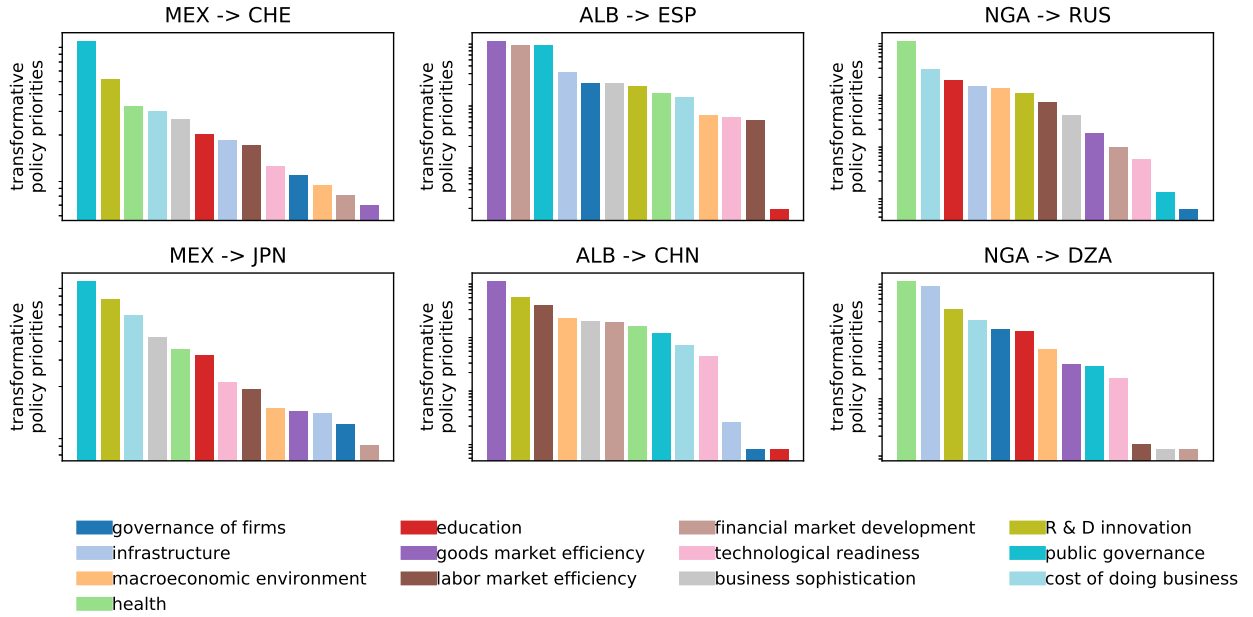 MEX -> CHE
ALB -> ESP
NGA -> RUS
transformative
policy priorities
transformative
policy priorities
transformative
policy priorities
MEX -> JPN
ALB -> CHN
NGA -> DZA
transformative
policy priorities
transformative
policy priorities
transformative
policy priorities
governance of firms
infrastructure
macroeconomic environment
health
education
goods market efficiency
labor market efficiency
financial market development
technological readiness
business sophistication
R & D innovation
public governance
cost of doing business